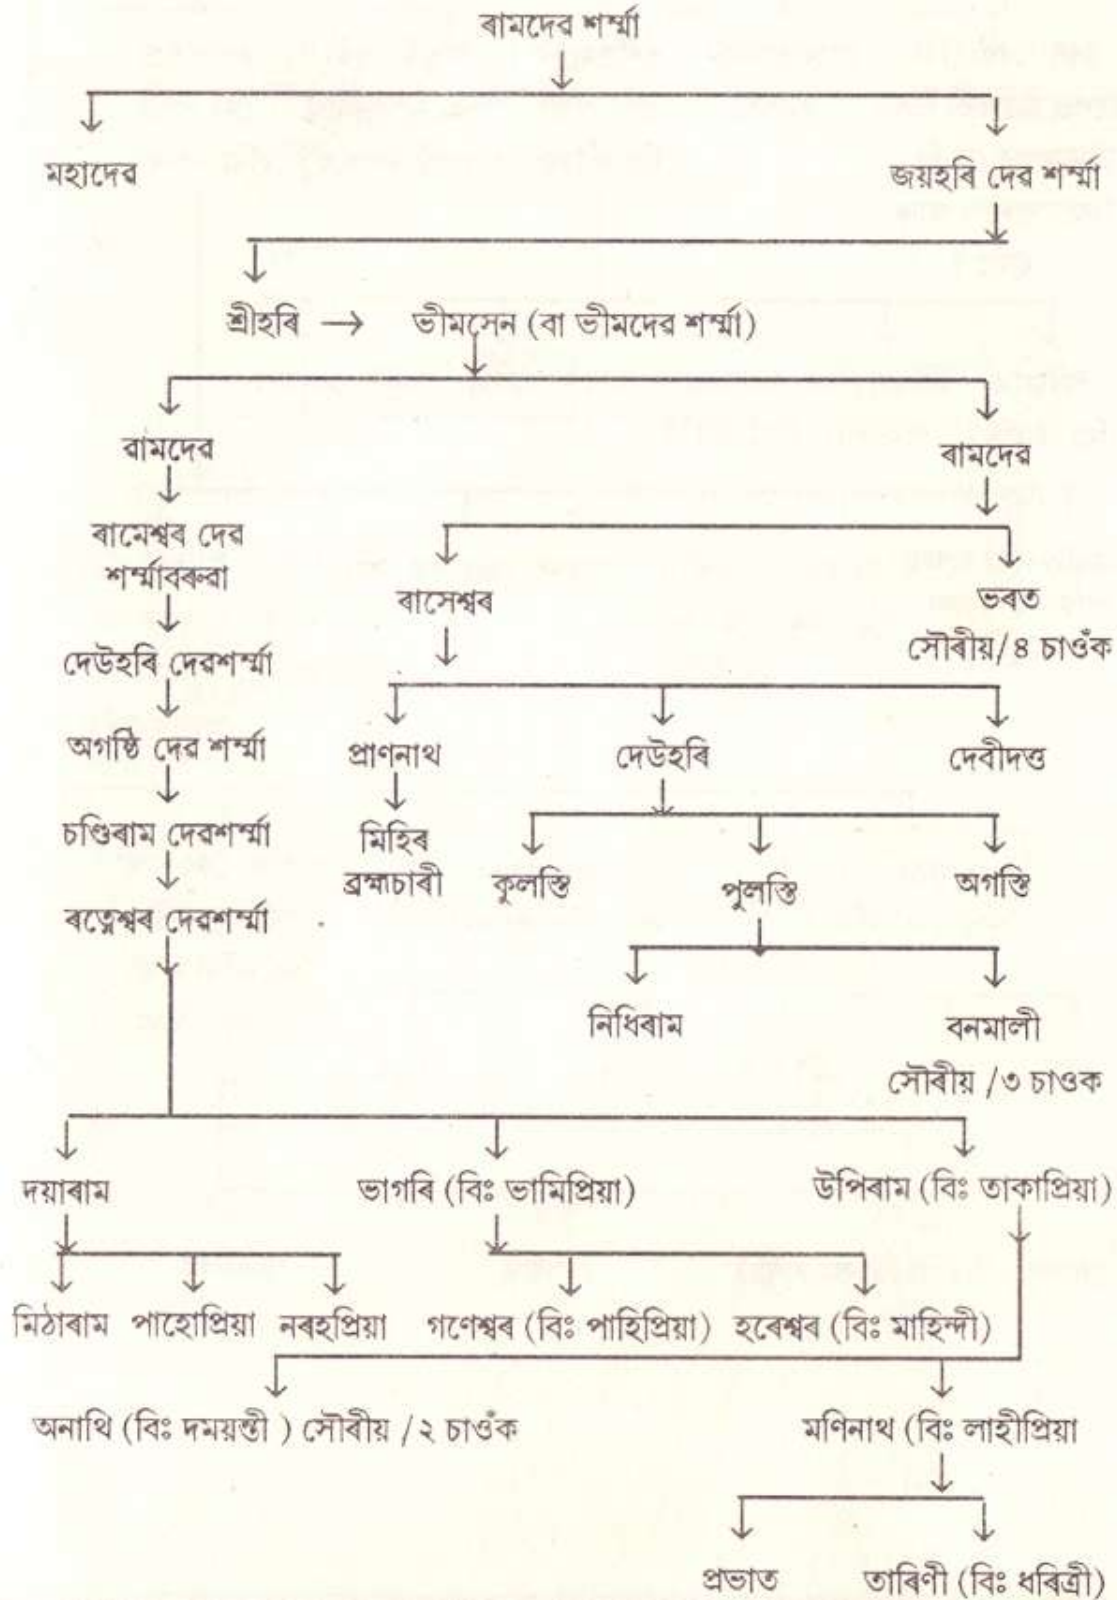 ৰামদেৱ শৰ্ম্মা
মহাদেৱ
জয়হৰি দেৱ শৰ্ম্মা
শ্ৰীহৰি → ভীমসেন (বা ভীমদেৱ শৰ্ম্মা)
ৱামদেৱ
ৰামদেৱ
ৰামেশ্বৰ দেৱ
শৰ্ম্মাবৰুৱা
ৰাসেশ্বৰ
ভৰত
সৌৰীয়/৪ চাওঁক
দেউহৰি দেৱশৰ্ম্মা
অগষ্ঠি দেৱ শৰ্ম্মা
প্ৰাণনাথ
দেউহৰি
দেবীদত্ত
চণ্ডিৰাম দেৱশৰ্ম্মা
মিহিৰ
ব্ৰহ্মচাৰী
কুলস্তি
পুলস্তি
অগস্তি
ৰত্নেশ্বৰ দেৱশৰ্ম্মা
নিধিৰাম
বনমালী
সৌৰীয় /৩ চাওক
দয়াৰাম
ভাগৰি (বিঃ ভামিপ্ৰিয়া)
উপিৰাম (বিঃ তাকাপ্ৰিয়া)
মিঠাৰাম
পাহোপ্ৰিয়া
নৰহপ্ৰিয়া
গণেশ্বৰ (বিঃ পাহিপ্ৰিয়া)
হৰেশ্বৰ (বিঃ মাহিন্দী)
অনাথি (বিঃ দময়ন্তী ) সৌৰীয় /২ চাওঁক
মণিনাথ (বিঃ লাহীপ্ৰিয়া
প্ৰভাত
তাৰিণী (বিঃ ধৰিত্ৰী)